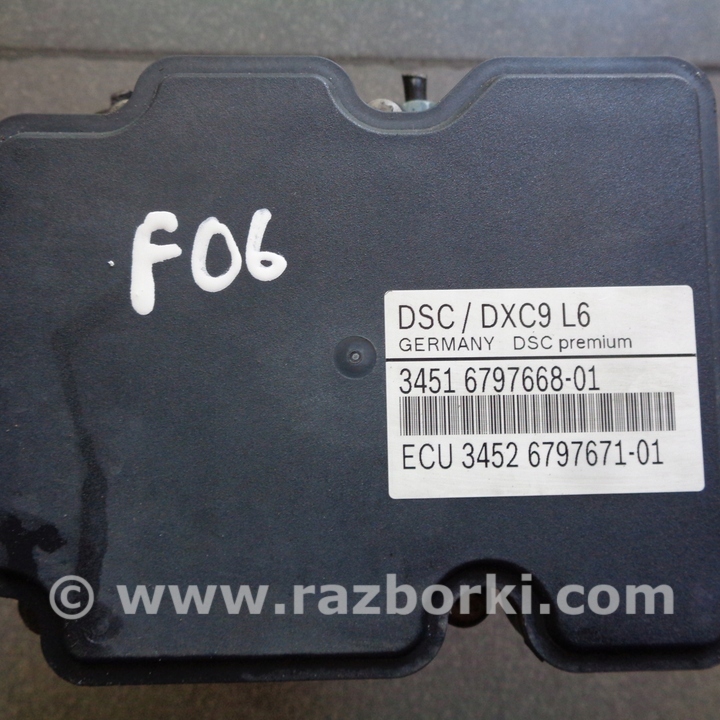 F06
DSC / DXC9 L6
GERMANY DSC premium
3451 6797668-01
ECU 3452 6797671-01
© www.razborki.com